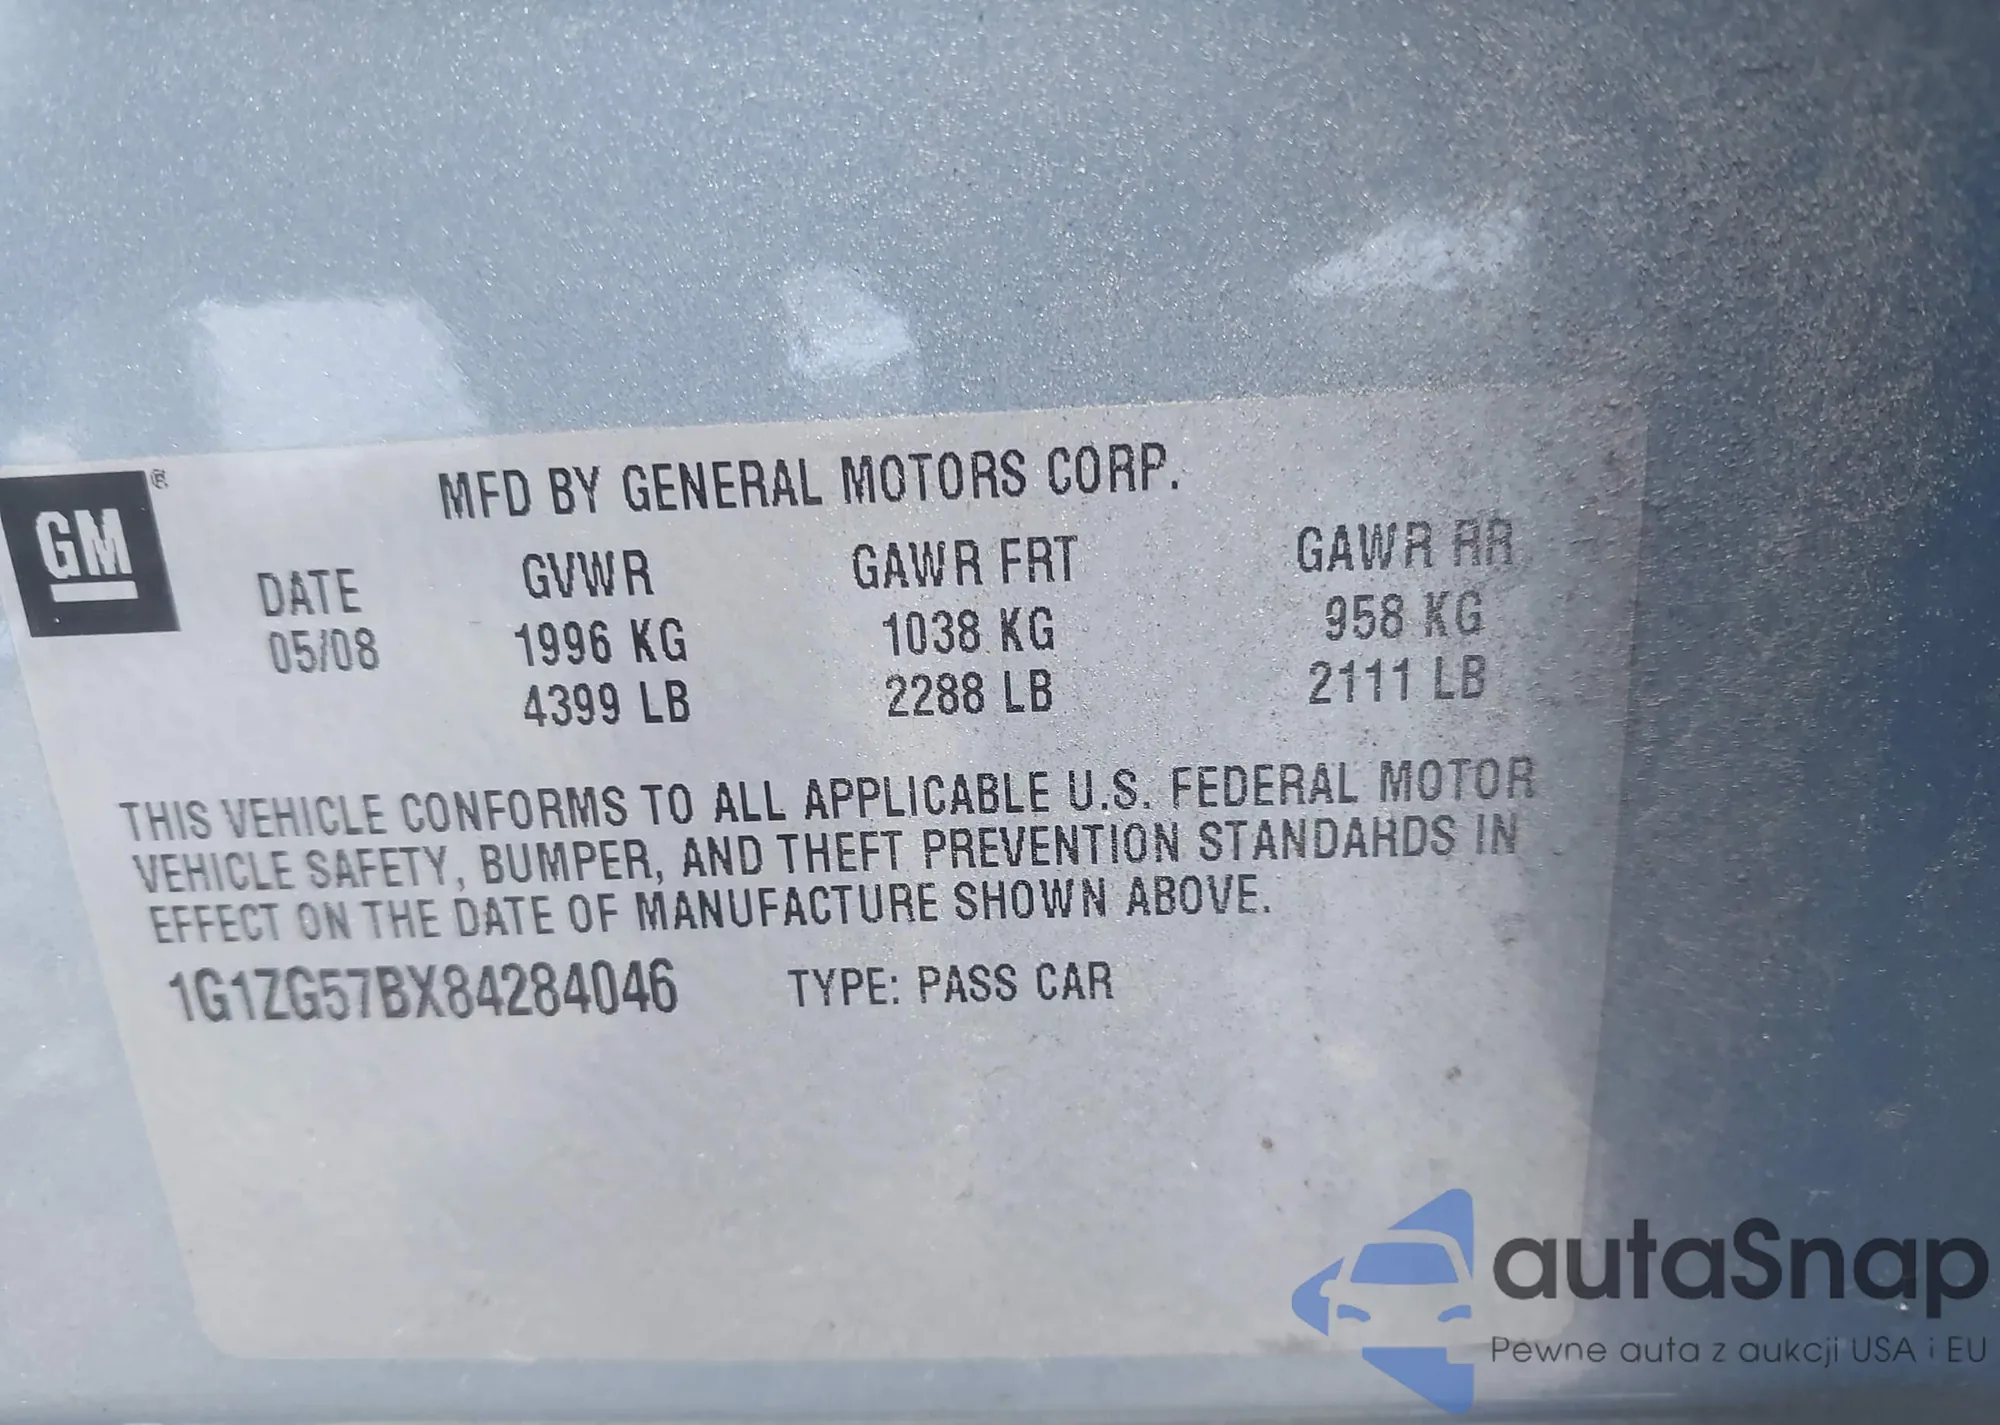 GM®
MFD BY GENERAL MOTORS CORP.
DATE GVWR GAWR FRT GAWR RR
05/08 1996 KG 1038 KG 958 KG
4399 LB 2288 LB 2111 LB
THIS VEHICLE CONFORMS TO ALL APPLICABLE U.S. FEDERAL MOTOR
VEHICLE SAFETY, BUMPER, AND THEFT PREVENTION STANDARDS IN
EFFECT ON THE DATE OF MANUFACTURE SHOWN ABOVE.
1G1ZG57BX84284046 TYPE: PASS CAR
autaSnap
Pewne auta z aukcji USA i EU